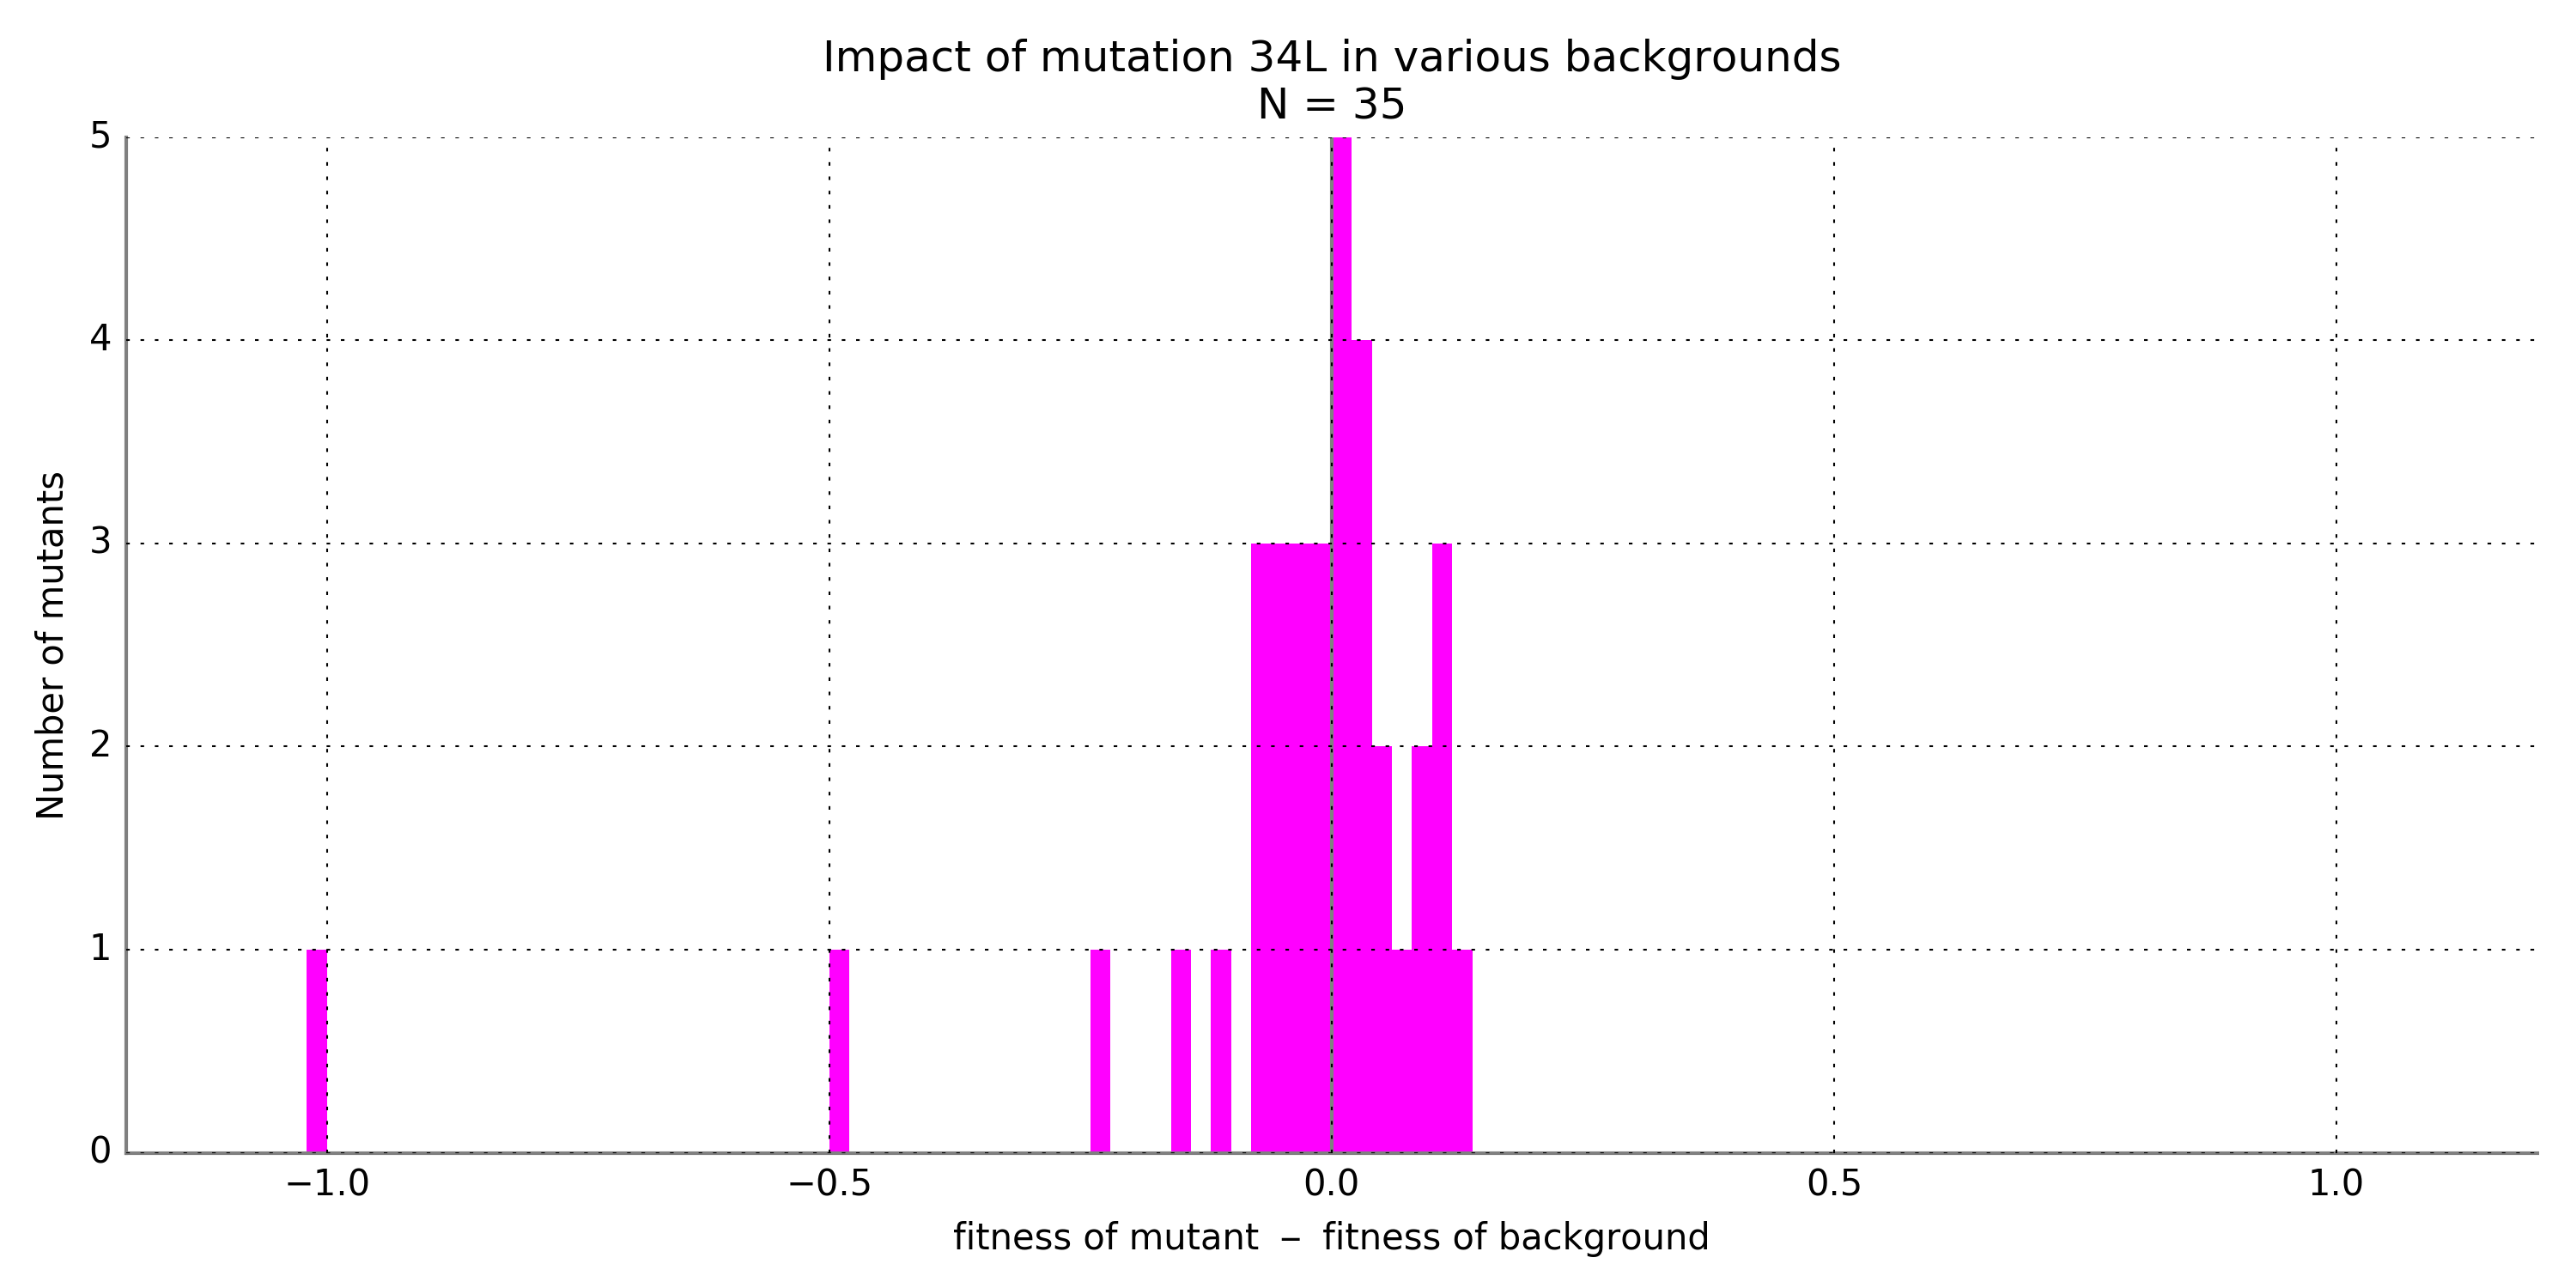 Impact of mutation 34L in various backgrounds
N = 35
5
4
3
2
1
0
Number of mutants
−1.0 −0.5 0.0 0.5 1.0
fitness of mutant – fitness of background